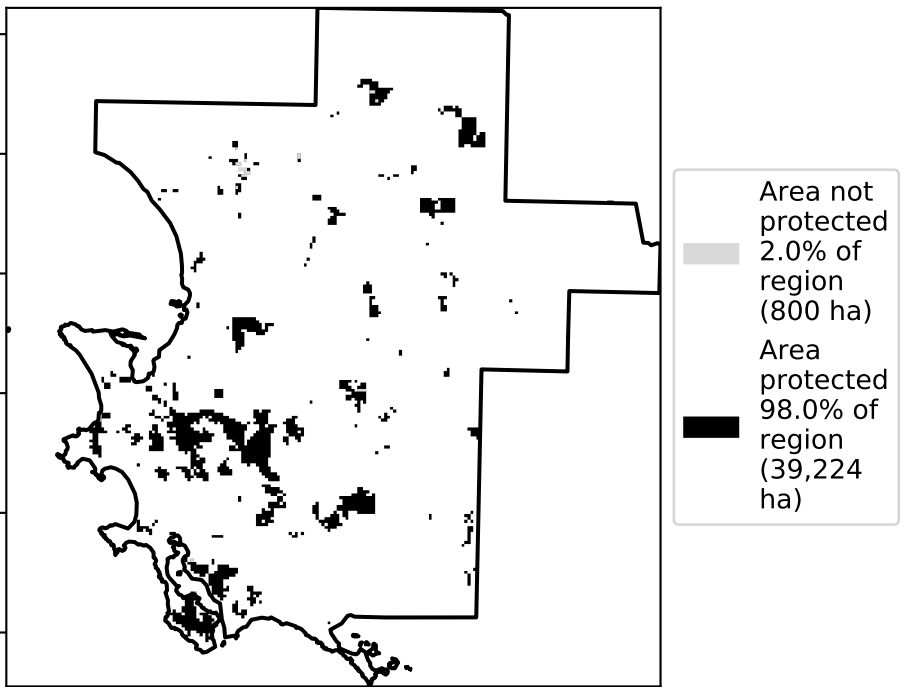 Area not
protected
2.0% of
region
(800 ha)
Area
protected
98.0% of
region
(39,224
ha)